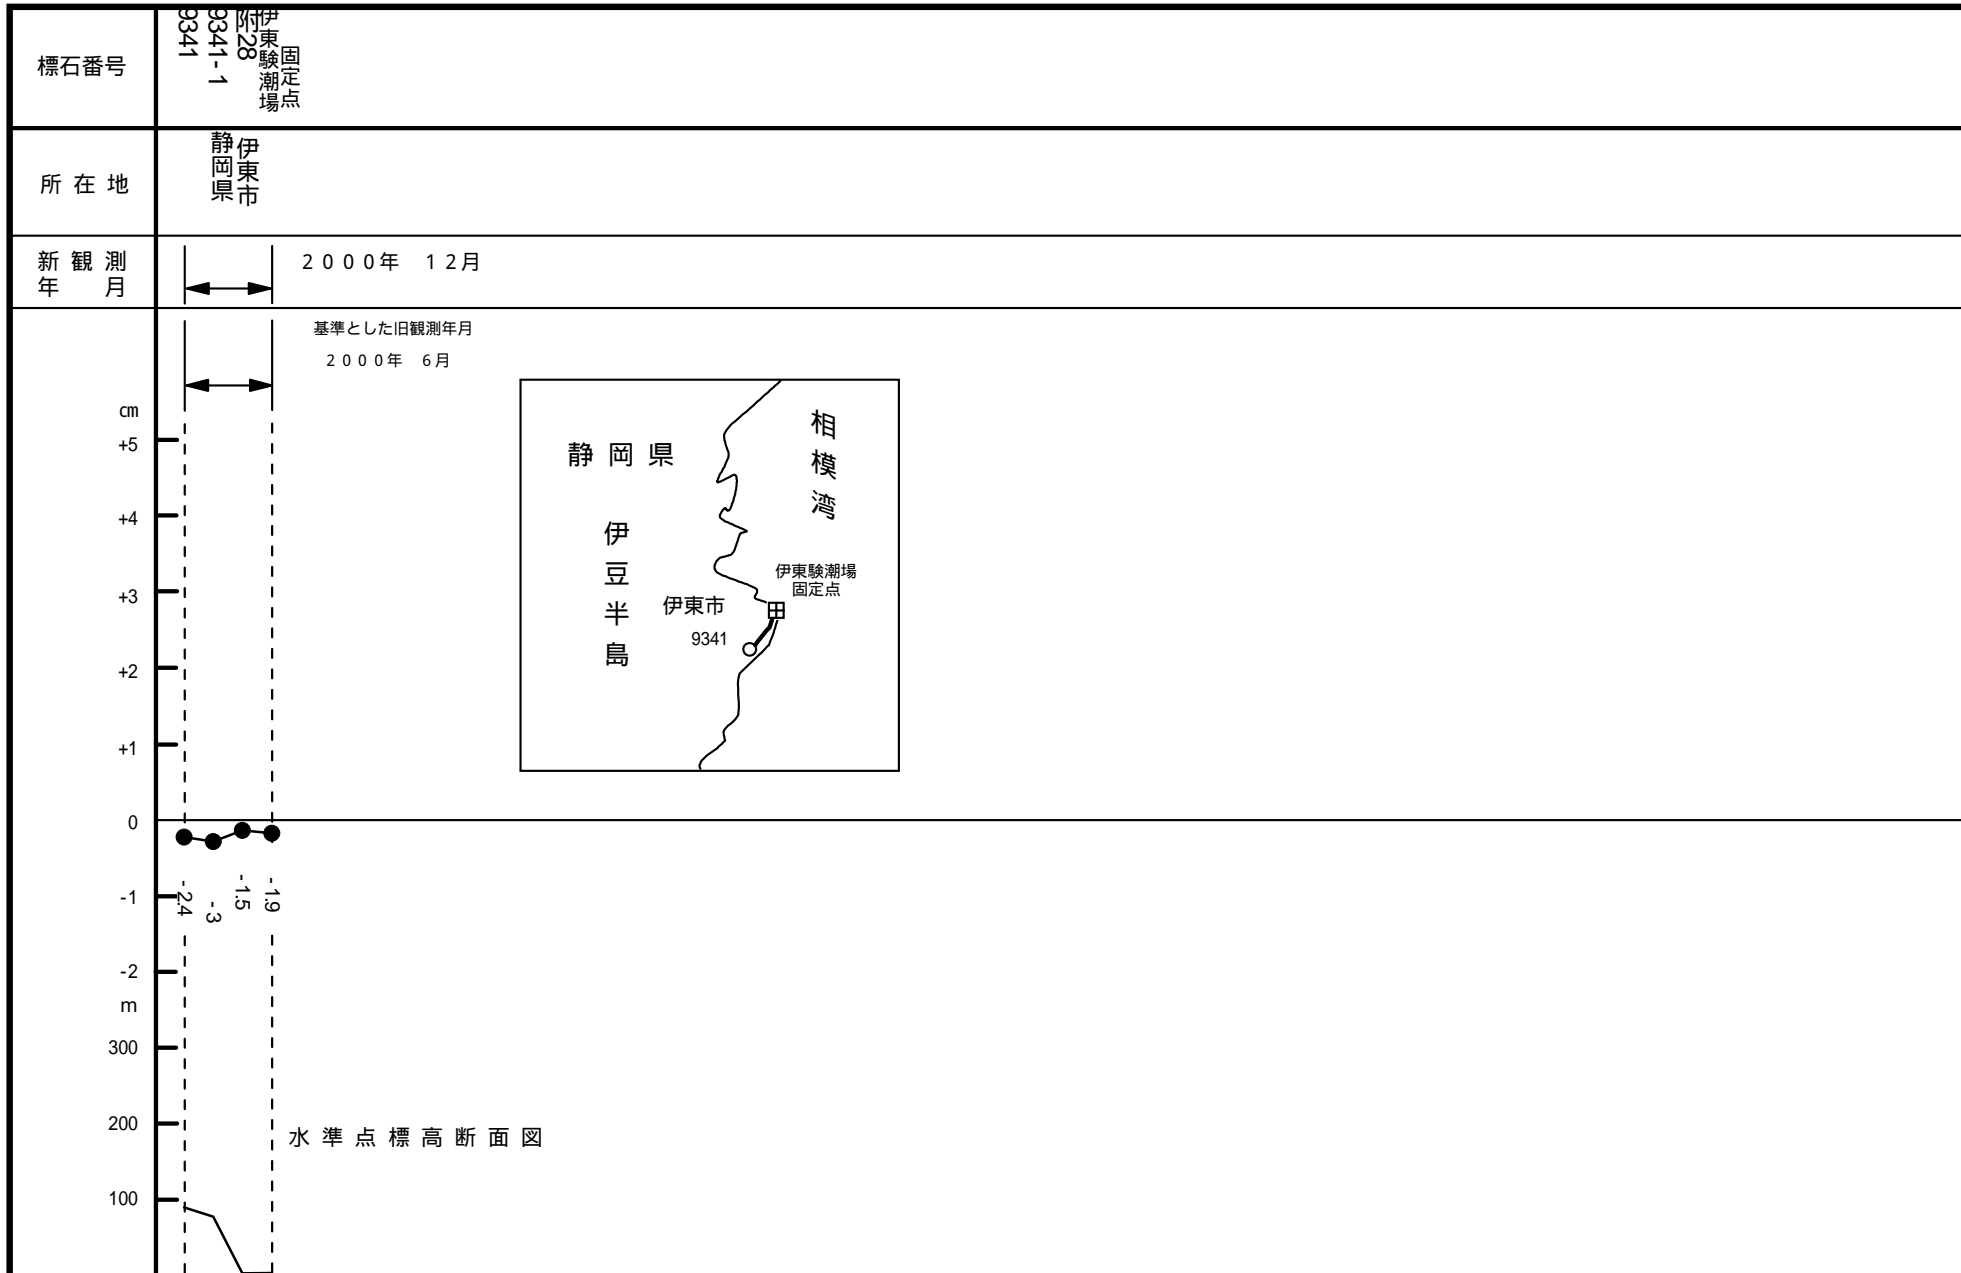 標石番号
9341
9341-1
附28
伊東験潮場
固定点
所在地
静岡県
伊東市
新観測
年 月
2000年 12月
基準とした旧観測年月
2000年 6月
cm
+5
+4
+3
+2
+1
0
-1
-2
-2.4
-3
-1.5
-1.9
静岡県
相模湾
伊豆半島
伊東験潮場
固定点
伊東市
9341
m
300
200
100
水準点標高断面図